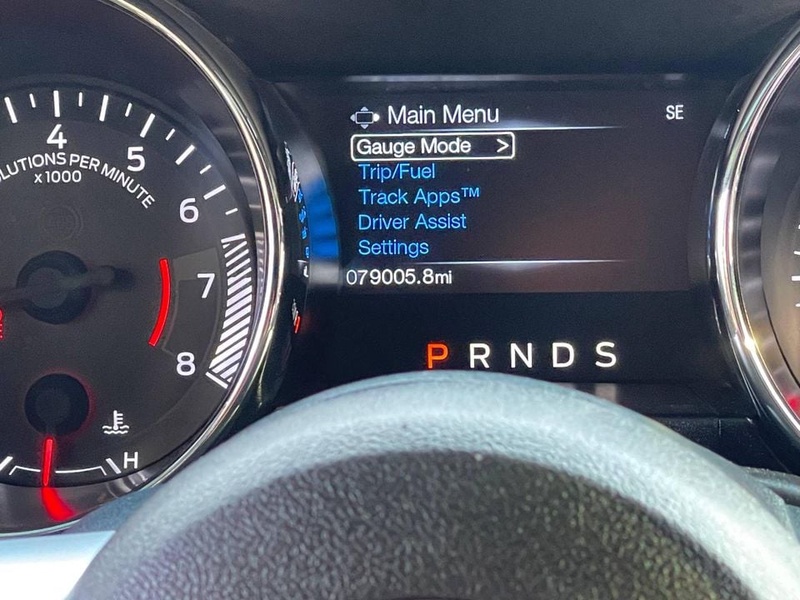 Main Menu
SE
Gauge Mode >
Trip/Fuel
Track Apps™
Driver Assist
Settings
079005.8mi
P R N D S
4
5
6
7
8
PER MINUTE
x1000
H